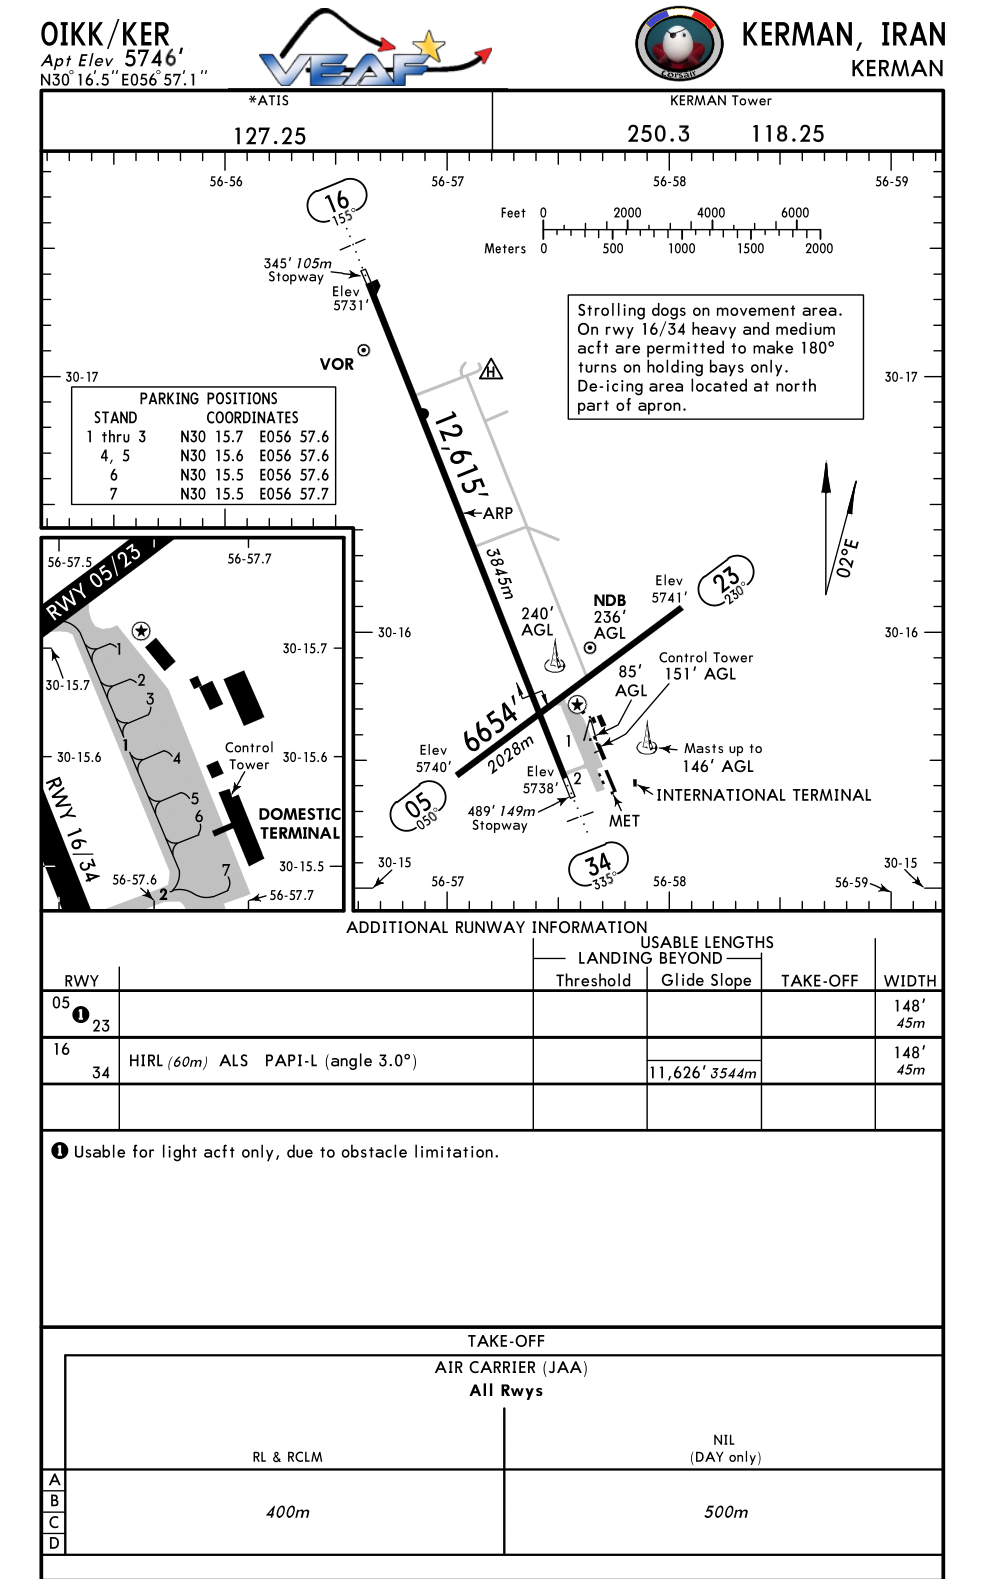 OIKK/KER
Apt Elev 5746'
N30° 16.5'' E056° 57.1''
VEAF
Corsair
KERMAN, IRAN
KERMAN
*ATIS
127.25
KERMAN Tower
250.3 118.25
56-56 56-57 56-58 56-59
16
155°
Feet 0 2000 4000 6000
Meters 0 500 1000 1500 2000
345' 105m
Stopway
Elev
5731'
VOR
Strolling dogs on movement area.
On rwy 16/34 heavy and medium
acft are permitted to make 180°
turns on holding bays only.
De-icing area located at north
part of apron.
30-17
30-17
H
PARKING POSITIONS
STAND COORDINATES
1 thru 3 N30 15.7 E056 57.6
4, 5 N30 15.6 E056 57.6
6 N30 15.5 E056 57.6
7 N30 15.5 E056 57.7
12,615'
ARP
3845m
02°E
Elev
5741'
23
230°
NDB
236'
AGL
240'
AGL
30-16
30-16
85'
AGL
Control Tower
151' AGL
6654'
2028m
Elev
5740'
05
050°
Elev
5738'
489' 149m
Stopway
1
2
Masts up to
146' AGL
INTERNATIONAL TERMINAL
MET
34
335°
30-15
30-15
56-57 56-58 56-59
56-57.5 56-57.7
RWY 05/23
30-15.7
30-15.7
1
2
3
1
4
5
6
7
2
30-15.6
30-15.6
Control
Tower
DOMESTIC
TERMINAL
RWY 16/34
30-15.5
56-57.6
56-57.7
ADDITIONAL RUNWAY INFORMATION
USABLE LENGTHS
LANDING BEYOND
RWY Threshold Glide Slope TAKE-OFF WIDTH
05 1 23 148'
45m
16
34 HIRL (60m) ALS PAPI-L (angle 3.0°) 11,626' 3544m 148'
45m
1 Usable for light acft only, due to obstacle limitation.
TAKE-OFF
AIR CARRIER (JAA)
All Rwys
RL & RCLM
NIL
(DAY only)
A
B
C
D
400m
500m